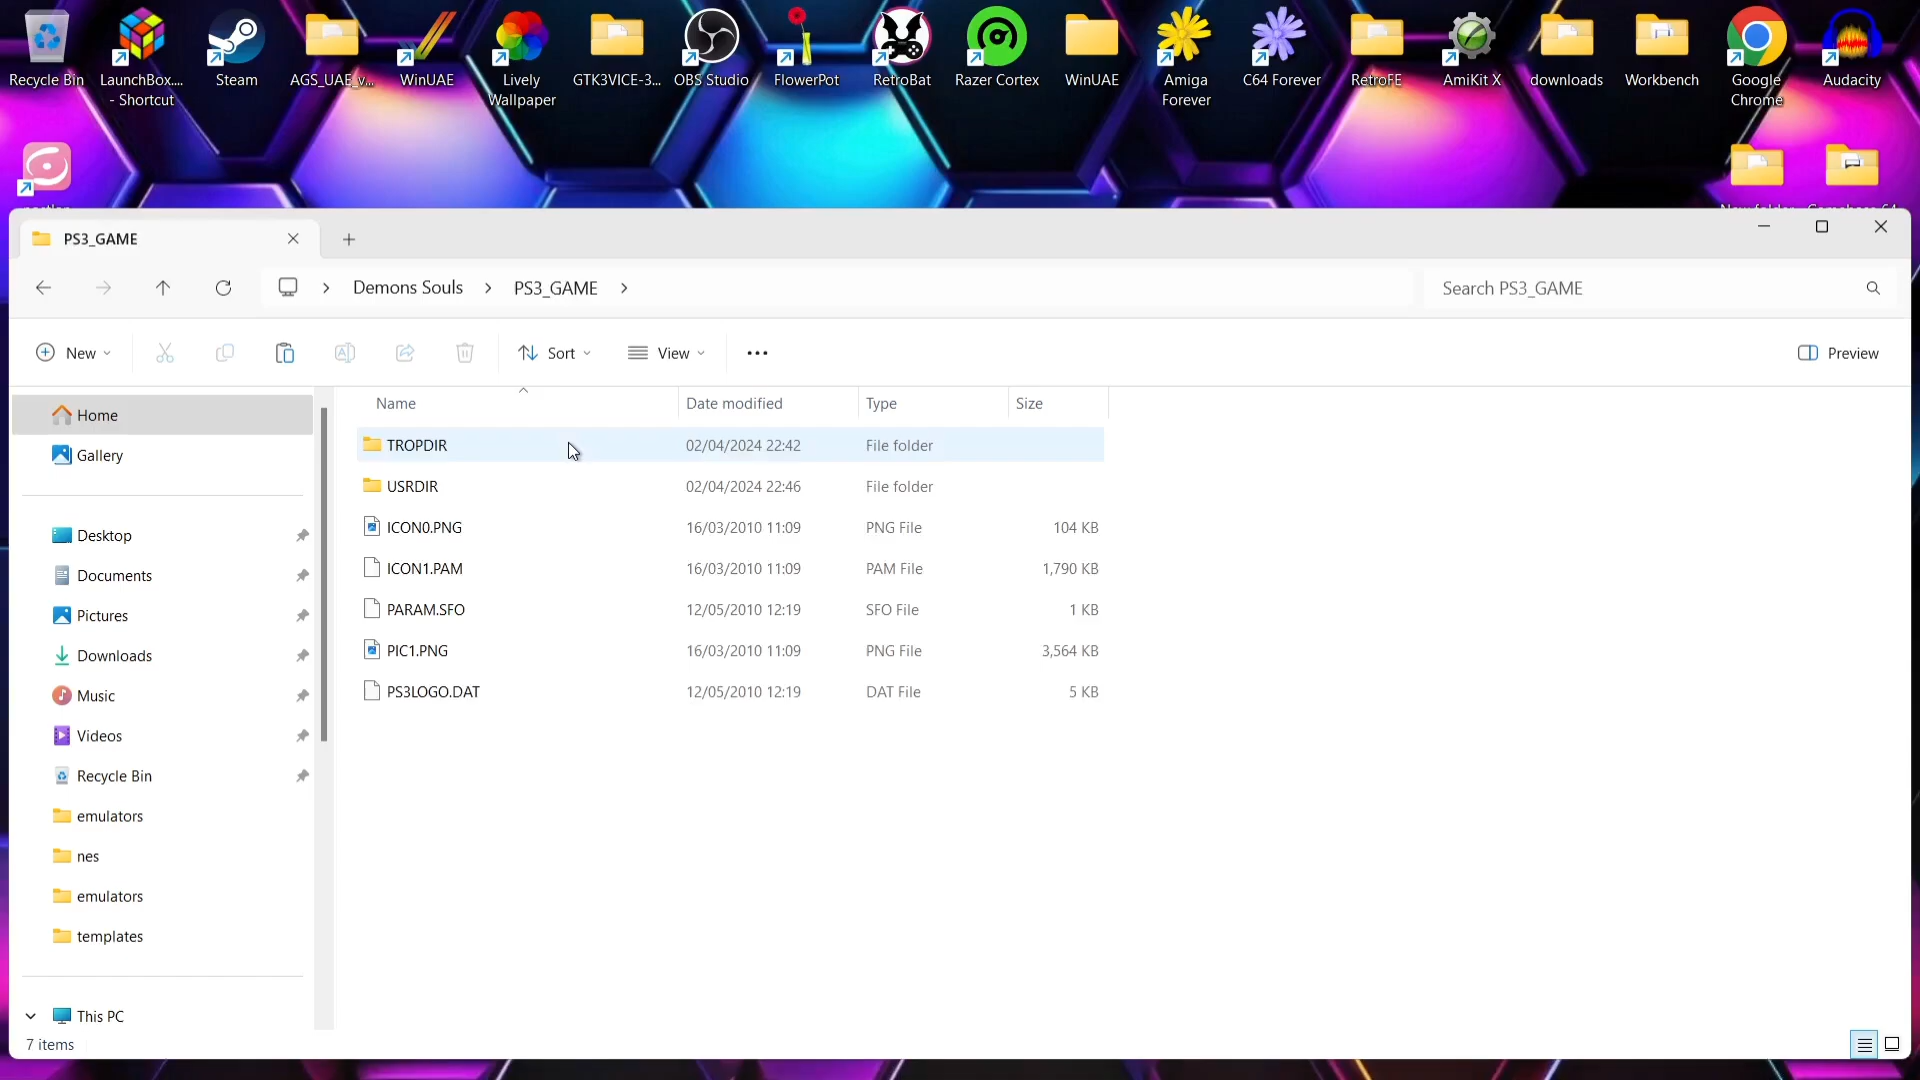 Recycle Bin
LaunchBox...
- Shortcut
Steam
AGS_UAE_v...
WinUAE
Lively
Wallpaper
GTK3VICE-3...
OBS Studio
FlowerPot
RetroBat
Razer Cortex
WinUAE
Amiga
Forever
C64 Forever
RetroFE
AmiKit X
downloads
Workbench
Google
Chrome
Audacity
PS3_GAME
Demons Souls
PS3_GAME
Search PS3_GAME
New
Sort
View
Preview
Home
Gallery
Desktop
Documents
Pictures
Downloads
Music
Videos
Recycle Bin
emulators
nes
emulators
templates
This PC
Name Date modified Type Size
TROPDIR 02/04/2024 22:42 File folder
USRDIR 02/04/2024 22:46 File folder
ICON0.PNG 16/03/2010 11:09 PNG File 104 KB
ICON1.PAM 16/03/2010 11:09 PAM File 1,790 KB
PARAM.SFO 12/05/2010 12:19 SFO File 1 KB
PIC1.PNG 16/03/2010 11:09 PNG File 3,564 KB
PS3LOGO.DAT 12/05/2010 12:19 DAT File 5 KB
7 items